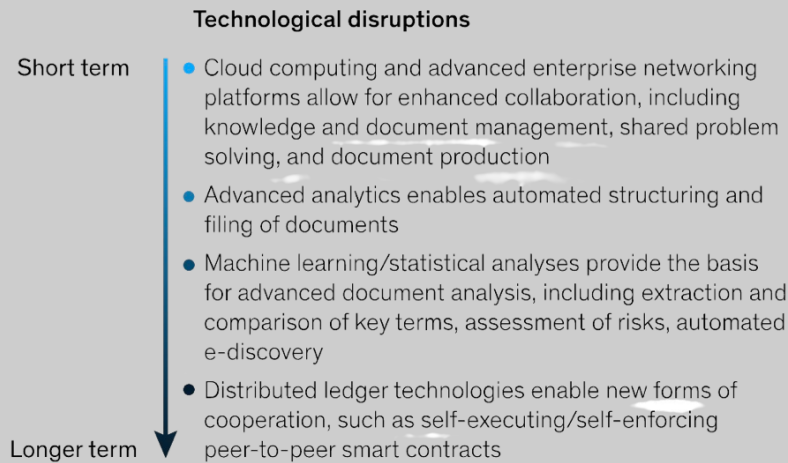 Technological disruptions
Short term
Cloud computing and advanced enterprise networking
platforms allow for enhanced collaboration, including
knowledge and document management, shared problem
solving, and document production
Advanced analytics enables automated structuring and
filing of documents
Machine learning/statistical analyses provide the basis
for advanced document analysis, including extraction and
comparison of key terms, assessment of risks, automated
e-discovery
Distributed ledger technologies enable new forms of
cooperation, such as self-executing/self-enforcing
peer-to-peer smart contracts
Longer term